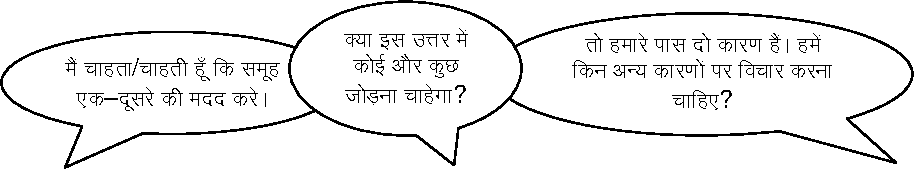 मैं चाहता/चाहती हूँ कि समूह
एक–दूसरे की मदद करे।
क्या इस उत्तर में
कोई और कुछ
जोड़ना चाहेगा?
तो हमारे पास दो कारण हैं। हमें
किन अन्य कारणों पर विचार करना
चाहिए?